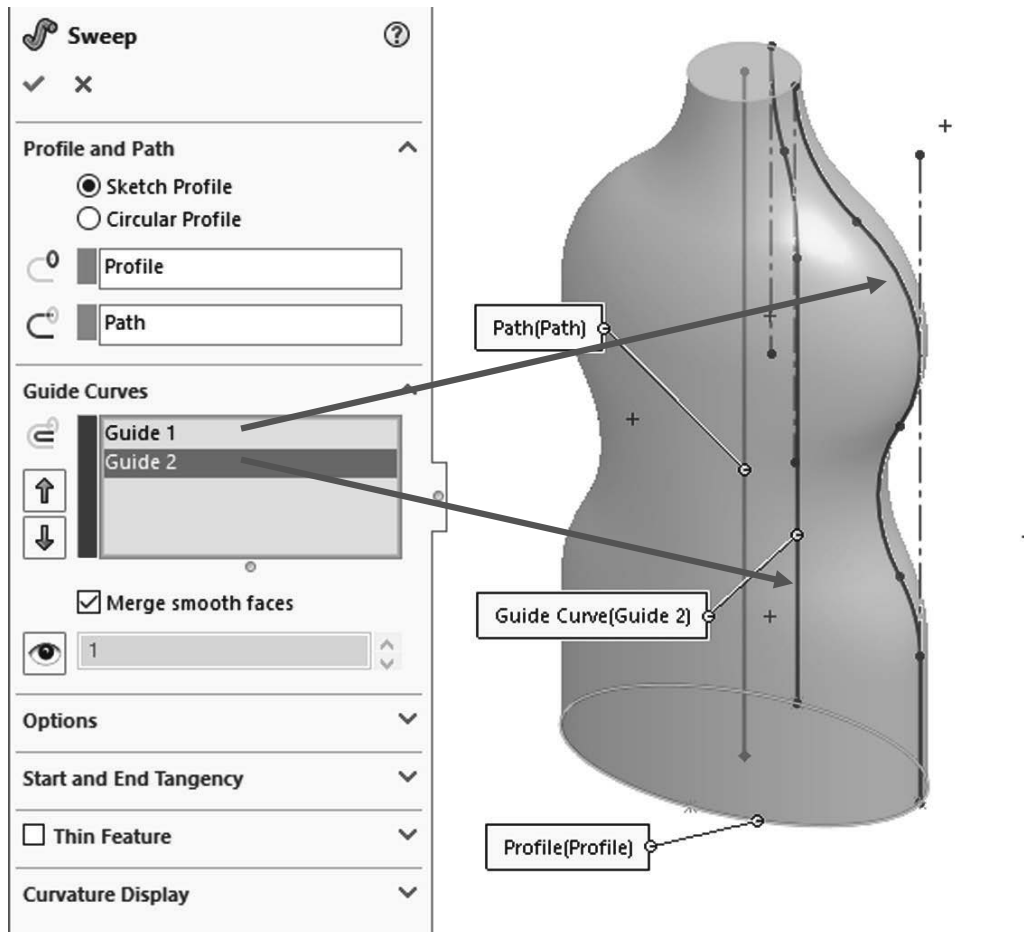 Sweep
Profile and Path
Sketch Profile
Circular Profile
Profile
Path
Guide Curves
Guide 1
Guide 2
Merge smooth faces
1
Options
Start and End Tangency
Thin Feature
Curvature Display
Path(Path)
Guide Curve(Guide 2)
Profile(Profile)